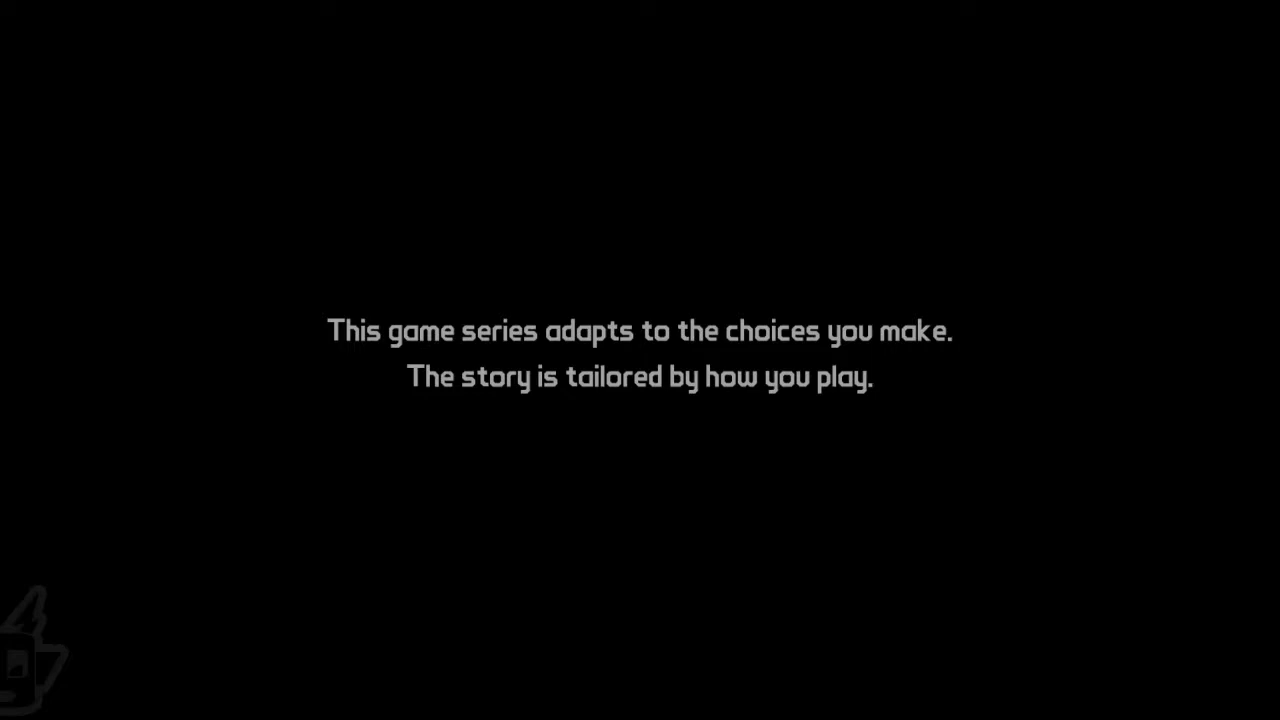 This game series adapts to the choices you make.
The story is tailored by how you play.